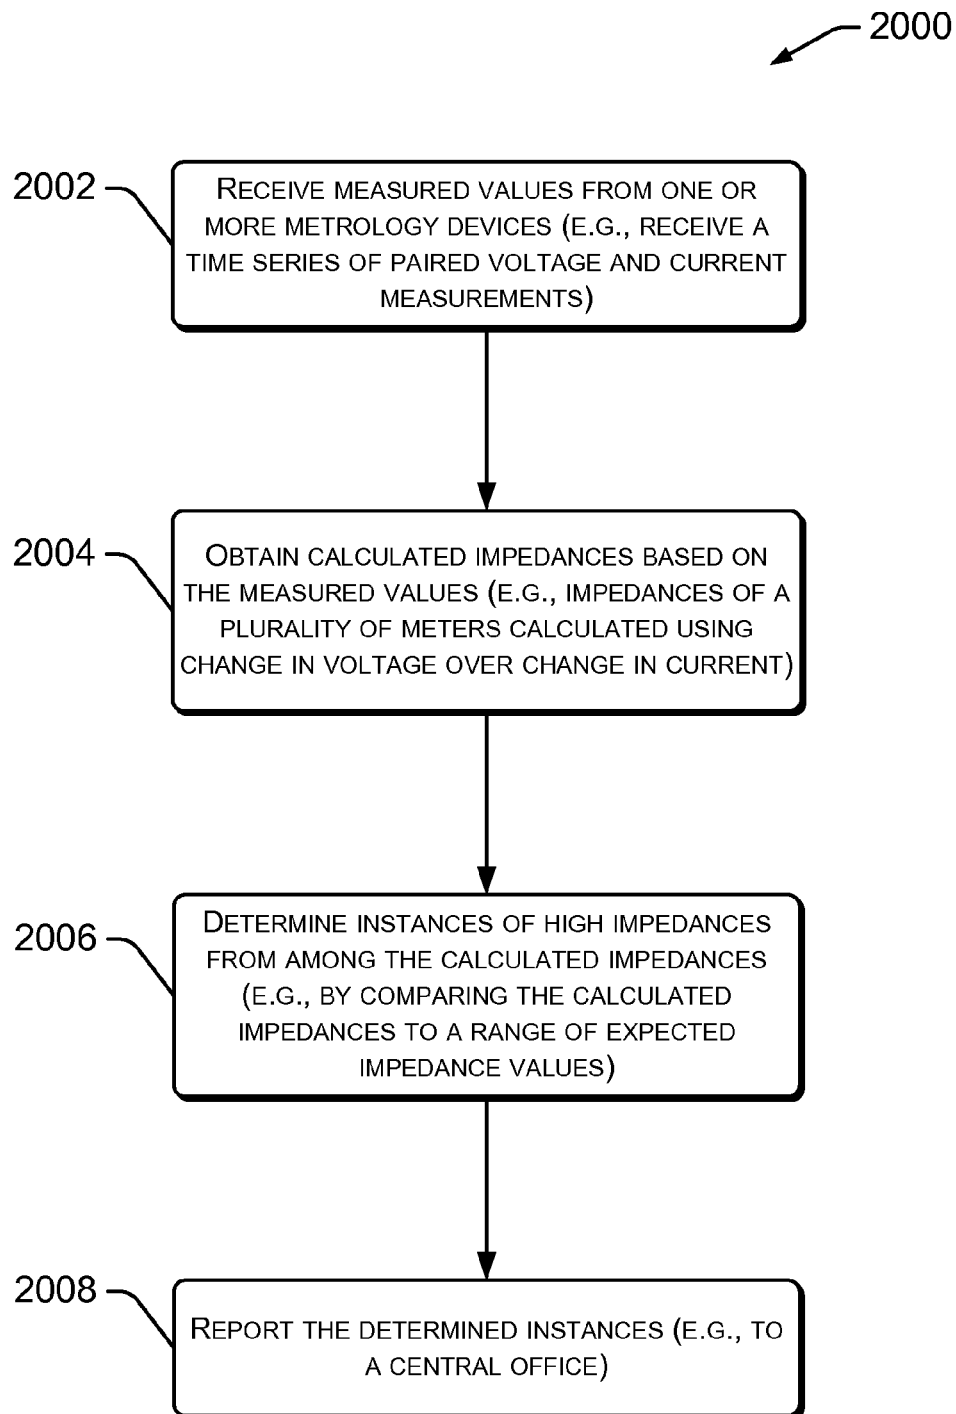 2000
2002
RECEIVE MEASURED VALUES FROM ONE OR
MORE METROLOGY DEVICES (E.G., RECEIVE A
TIME SERIES OF PAIRED VOLTAGE AND CURRENT
MEASUREMENTS)
2004
OBTAIN CALCULATED IMPEDANCES BASED ON
THE MEASURED VALUES (E.G., IMPEDANCES OF A
PLURALITY OF METERS CALCULATED USING
CHANGE IN VOLTAGE OVER CHANGE IN CURRENT)
2006
DETERMINE INSTANCES OF HIGH IMPEDANCES
FROM AMONG THE CALCULATED IMPEDANCES
(E.G., BY COMPARING THE CALCULATED
IMPEDANCES TO A RANGE OF EXPECTED
IMPEDANCE VALUES)
2008
REPORT THE DETERMINED INSTANCES (E.G., TO
A CENTRAL OFFICE)